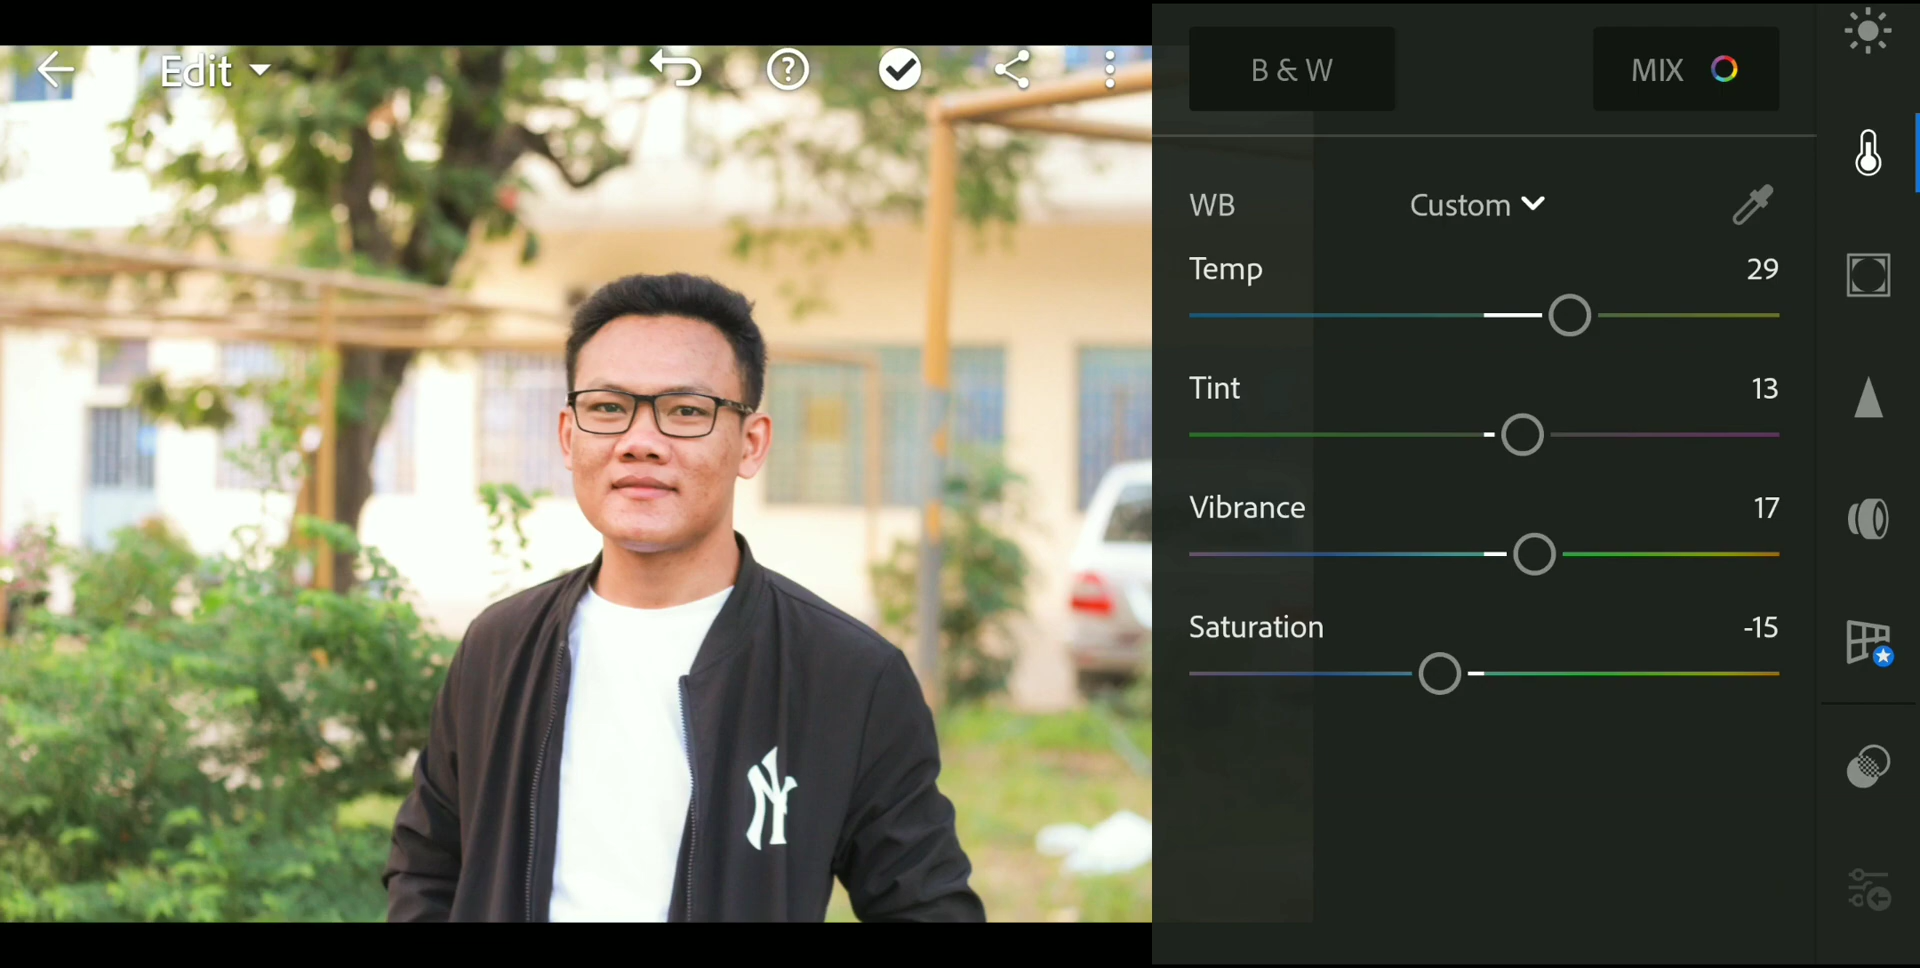 Edit
B & W
MIX
WB
Custom
Temp
29
Tint
13
Vibrance
17
Saturation
-15
NY